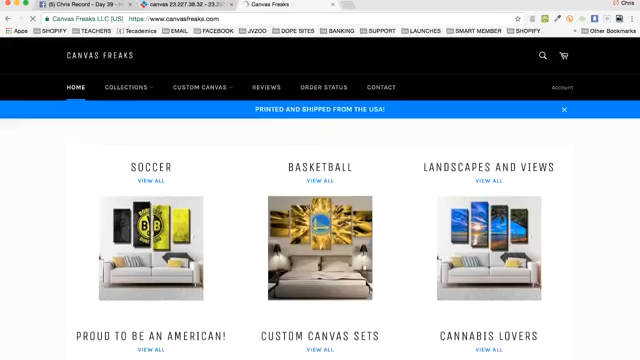 Chris Record - Day 39 - M
canvas 23.227.38.32 - 23.227
Canvas Freaks
Chris
Canvas Freaks LLC [US]
https://www.canvasfreaks.com
Apps SHOPIFY TEACHERS Tecademics EMAIL FACEBOOK JVZOO DOPE SITES BANKING SUPPORT LAUNCHES SMART MEMBER SHOPIFY Other Bookmarks
CANVAS FREAKS
HOME COLLECTIONS CUSTOM CANVAS REVIEWS ORDER STATUS CONTACT Account
PRINTED AND SHIPPED FROM THE USA!
SOCCER BASKETBALL LANDSCAPES AND VIEWS
VIEW ALL VIEW ALL VIEW ALL
PROUD TO BE AN AMERICAN! CUSTOM CANVAS SETS CANNABIS LOVERS
VIEW ALL VIEW ALL VIEW ALL